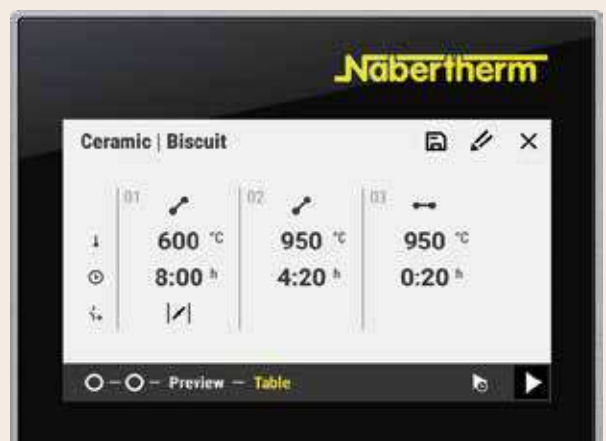 Nabertherm
Ceramic | Biscuit
01 02 03
600 °C 950 °C 950 °C
8:00 h 4:20 h 0:20 h
Preview – Table